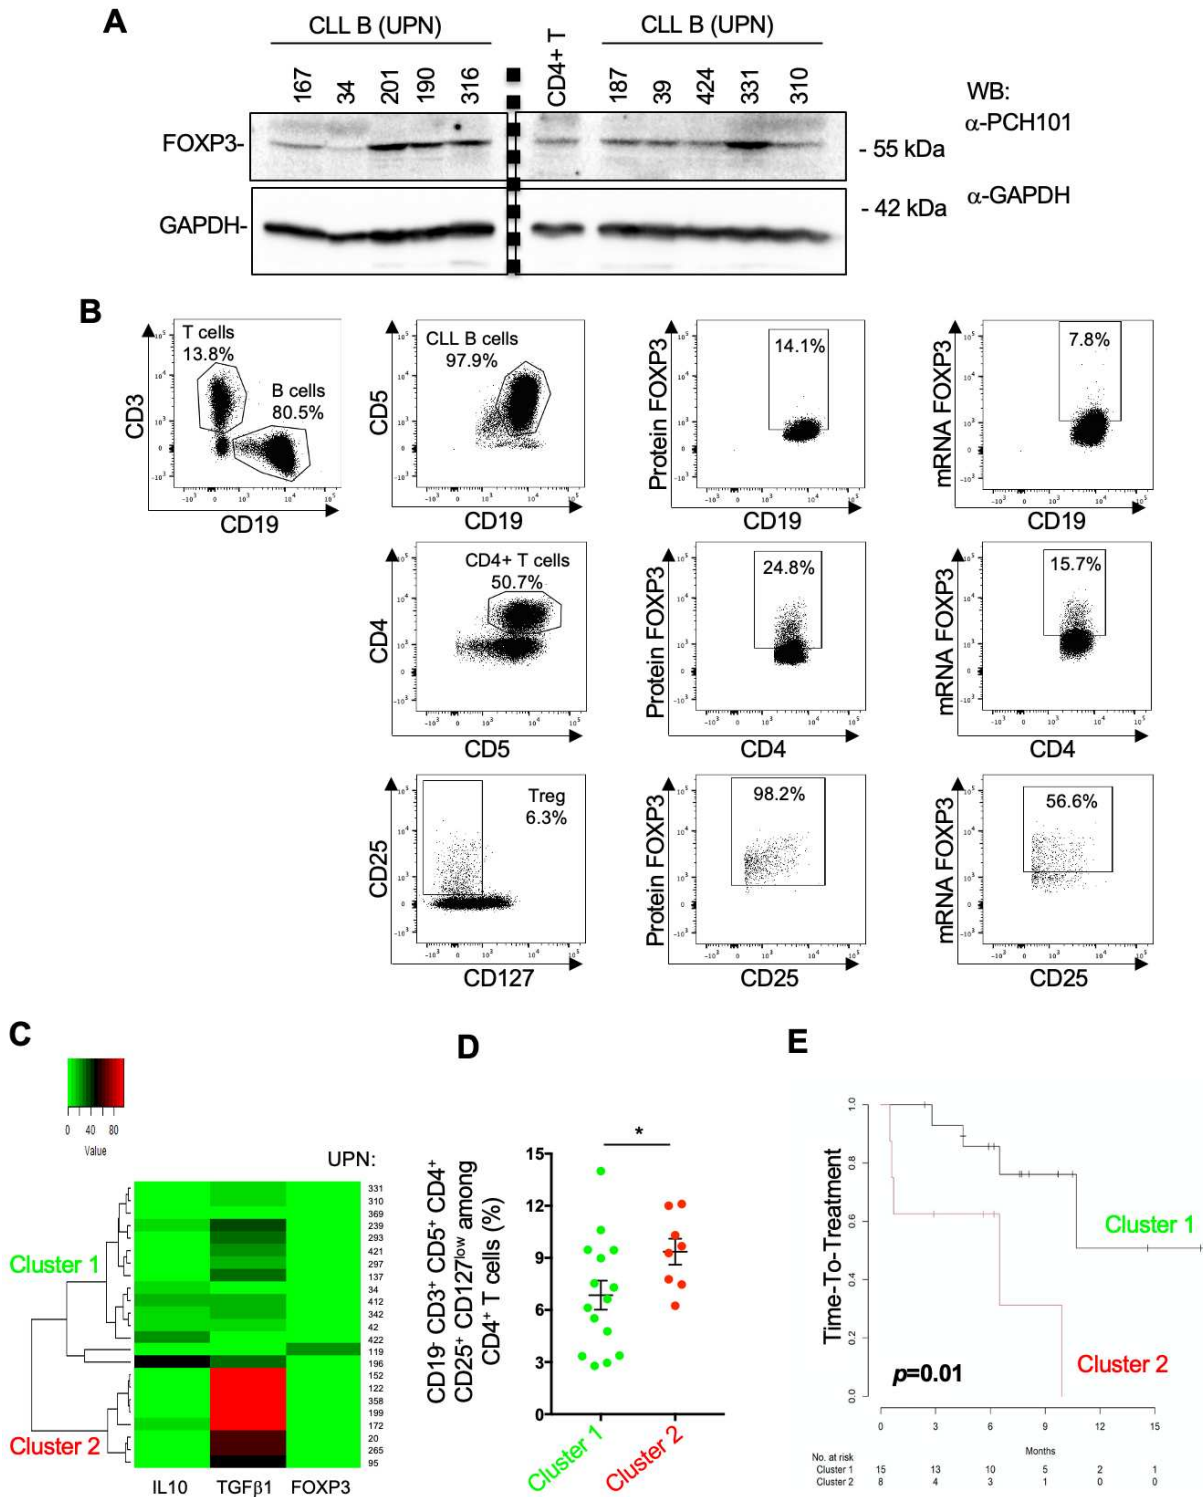 A
CLL B (UPN)
CD4+ T
CLL B (UPN)
167
34
201
190
316
187
39
424
331
310
WB:
α-PCH101
FOXP3-
- 55 kDa
α-GAPDH
- 42 kDa
GAPDH-
B
T cells
13.8%
B cells
80.5%
CD3
CD19
CLL B cells
97.9%
CD5
CD19
14.1%
Protein FOXP3
CD19
7.8%
mRNA FOXP3
CD19
CD4+ T cells
50.7%
CD4
CD5
24.8%
Protein FOXP3
CD4
15.7%
mRNA FOXP3
CD4
Treg
6.3%
CD25
CD127
98.2%
Protein FOXP3
CD25
56.6%
mRNA FOXP3
CD25
C
0 40 80
Value
UPN:
331
310
369
239
293
421
297
137
34
412
342
42
422
119
196
152
122
358
199
172
20
265
95
Cluster 1
Cluster 2
IL10 TGFβ1 FOXP3
D
*
CD19- CD3+ CD5+ CD4+
CD25+ CD127low among
CD4+ T cells (%)
15
12
9
6
3
0
Cluster 1
Cluster 2
E
Time-To-Treatment
1.0
0.8
0.6
0.4
0.2
0.0
Cluster 1
Cluster 2
p=0.01
0 3 6 9 12 15
Months
No. at risk
Cluster 1 15 13 10 5 2 1
Cluster 2 8 4 3 1 0 0